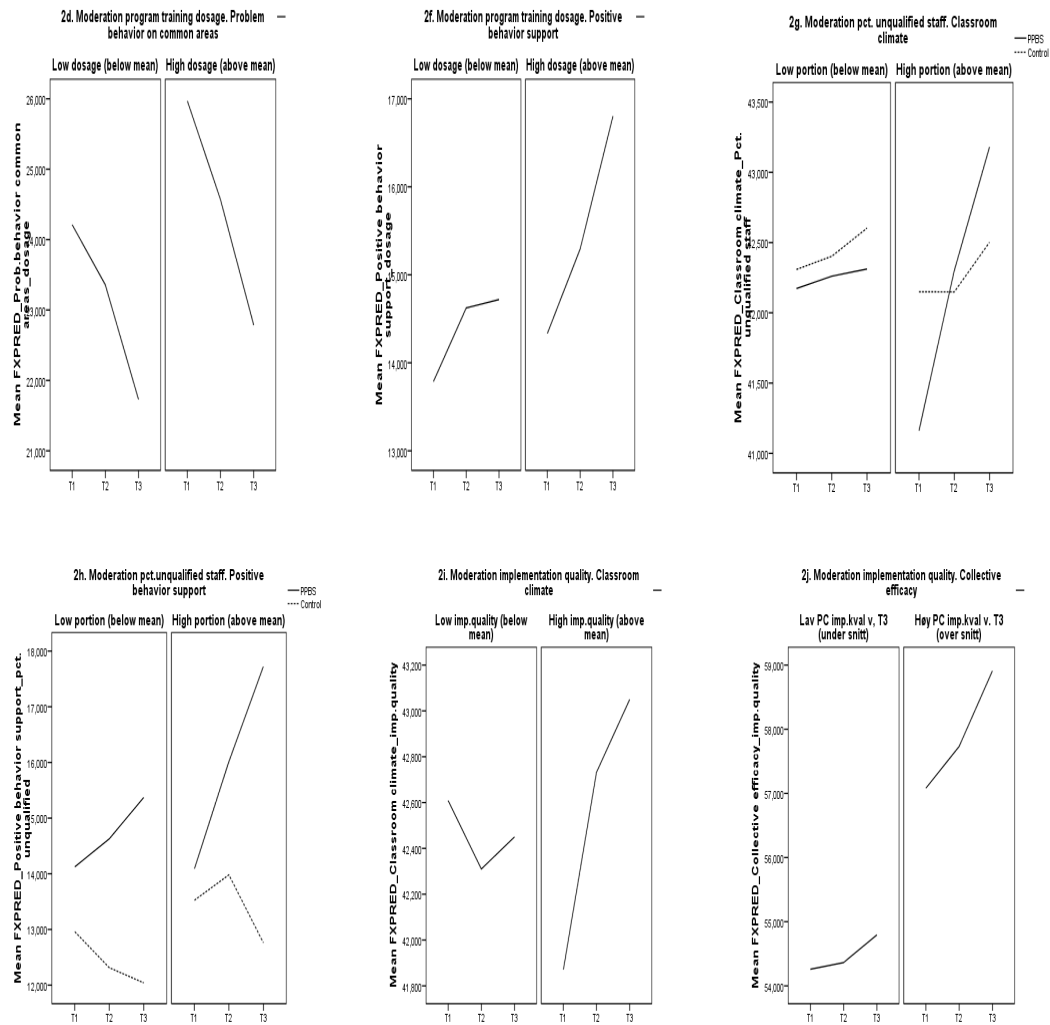 2d. Moderation program training dosage. Problem
behavior on common areas
Low dosage (below mean)
High dosage (above mean)
Mean FXPRED_Prob.behavior common
areas_dosage
26,000
25,000
24,000
23,000
22,000
21,000
T1
T2
T3
T1
T2
T3
2f. Moderation program training dosage. Positive
behavior support
Low dosage (below mean)
High dosage (above mean)
Mean FXPRED_Positive behavior
support_dosage
17,000
16,000
15,000
14,000
13,000
T1
T2
T3
T1
T2
T3
2g. Moderation pct. unqualified staff. Classroom
climate
PPBS
Control
Low portion (below mean)
High portion (above mean)
Mean FXPRED_Classroom climate_Pct.
unqualified staff
43,500
43,000
42,500
42,000
41,500
41,000
T1
T2
T3
T1
T2
T3
2h. Moderation pct.unqualified staff. Positive
behavior support
PPBS
Control
Low portion (below mean)
High portion (above mean)
Mean FXPRED_Positive behavior support_pct.
unqualified
18,000
17,000
16,000
15,000
14,000
13,000
12,000
T1
T2
T3
T1
T2
T3
2i. Moderation implementation quality. Classroom
climate
Low imp.quality (below
mean)
High imp.quality (above
mean)
Mean FXPRED_Classroom climate_imp.quality
43,200
43,000
42,800
42,600
42,400
42,200
42,000
41,800
T1
T2
T3
T1
T2
T3
2j. Moderation implementation quality. Collective
efficacy
Lav PC imp.kval v, T3
(under snitt)
Høy PC imp.kval v. T3
(over snitt)
Mean FXPRED_Collective efficacy_imp.quality
59,000
58,000
57,000
56,000
55,000
54,000
T1
T2
T3
T1
T2
T3